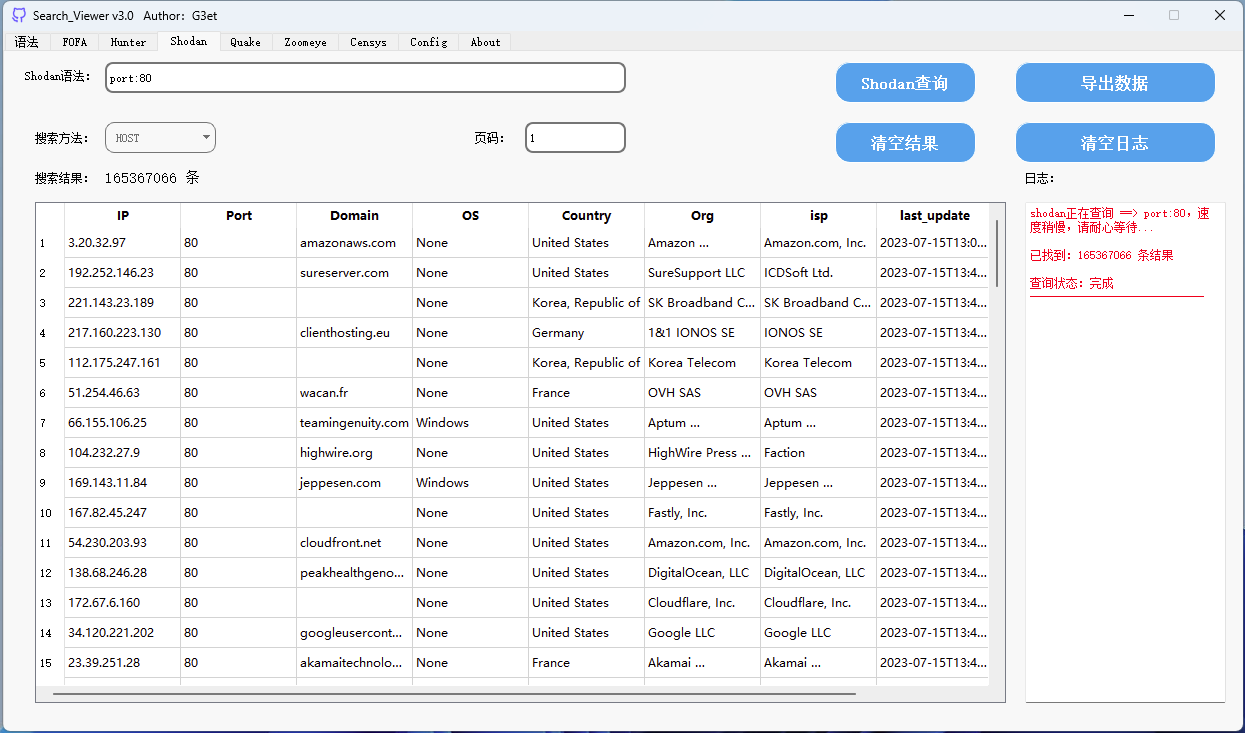 Search_Viewer v3.0 Author: G3et
语法 FOFA Hunter Shodan Quake Zoomeye Censys Config About
Shodan语法: port:80 Shodan查询 导出数据
搜索方法: HOST 页码: 1 清空结果 清空日志
搜索结果: 165367066 条 日志:
IP Port Domain OS Country Org isp last_update
1 3.20.32.97 80 amazonaws.com None United States Amazon ... Amazon.com, Inc. 2023-07-15T13:0...
2 192.252.146.23 80 sureserver.com None United States SureSupport LLC ICDSoft Ltd. 2023-07-15T13:4...
3 221.143.23.189 80 None Korea, Republic of SK Broadband C... SK Broadband C... 2023-07-15T13:4...
4 217.160.223.130 80 clienthosting.eu None Germany 1&1 IONOS SE IONOS SE 2023-07-15T13:4...
5 112.175.247.161 80 None Korea, Republic of Korea Telecom Korea Telecom 2023-07-15T13:4...
6 51.254.46.63 80 wacan.fr None France OVH SAS OVH SAS 2023-07-15T13:4...
7 66.155.106.25 80 teamingenuity.com Windows United States Aptum ... Aptum ... 2023-07-15T13:4...
8 104.232.27.9 80 highwire.org None United States HighWire Press ... Faction 2023-07-15T13:4...
9 169.143.11.84 80 jeppesen.com Windows United States Jeppesen ... Jeppesen ... 2023-07-15T13:4...
10 167.82.45.247 80 None United States Fastly, Inc. Fastly, Inc. 2023-07-15T13:4...
11 54.230.203.93 80 cloudfront.net None United States Amazon.com, Inc. Amazon.com, Inc. 2023-07-15T13:4...
12 138.68.246.28 80 peakhealthgeno... None United States DigitalOcean, LLC DigitalOcean, LLC 2023-07-15T13:4...
13 172.67.6.160 80 None United States Cloudflare, Inc. Cloudflare, Inc. 2023-07-15T13:4...
14 34.120.221.202 80 googleusercont... None United States Google LLC Google LLC 2023-07-15T13:4...
15 23.39.251.28 80 akamaitechnolo... None France Akamai ... Akamai ... 2023-07-15T13:4...
shodan正在查询 ==> port:80，速
度稍慢，请耐心等待...
已找到: 165367066 条结果
查询状态: 完成